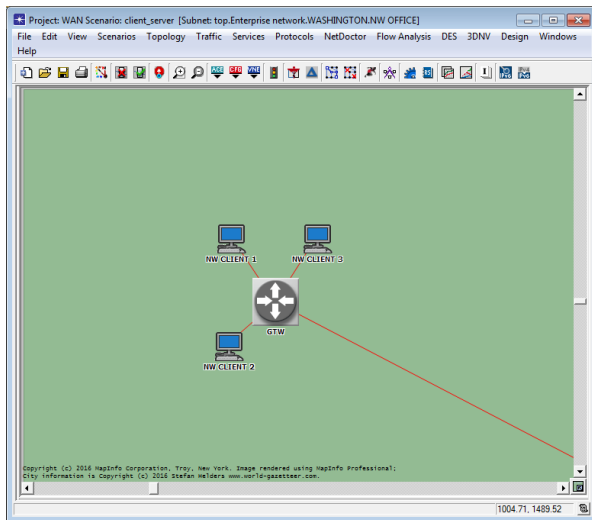 Project: WAN Scenario: client_server [Subnet: top.Enterprise network.WASHINGTON.NW OFFICE]
File Edit View Scenarios Topology Traffic Services Protocols NetDoctor Flow Analysis DES 3DNV Design Windows
Help
NW CLIENT 1
NW CLIENT 3
GTW
NW CLIENT 2
Copyright (c) 2016 MapInfo Corporation, Troy, New York. Image rendered using MapInfo Professional;
City information is Copyright (c) 2016 Stefan Helders www.world-gazetteer.com.
1004.71, 1489.52